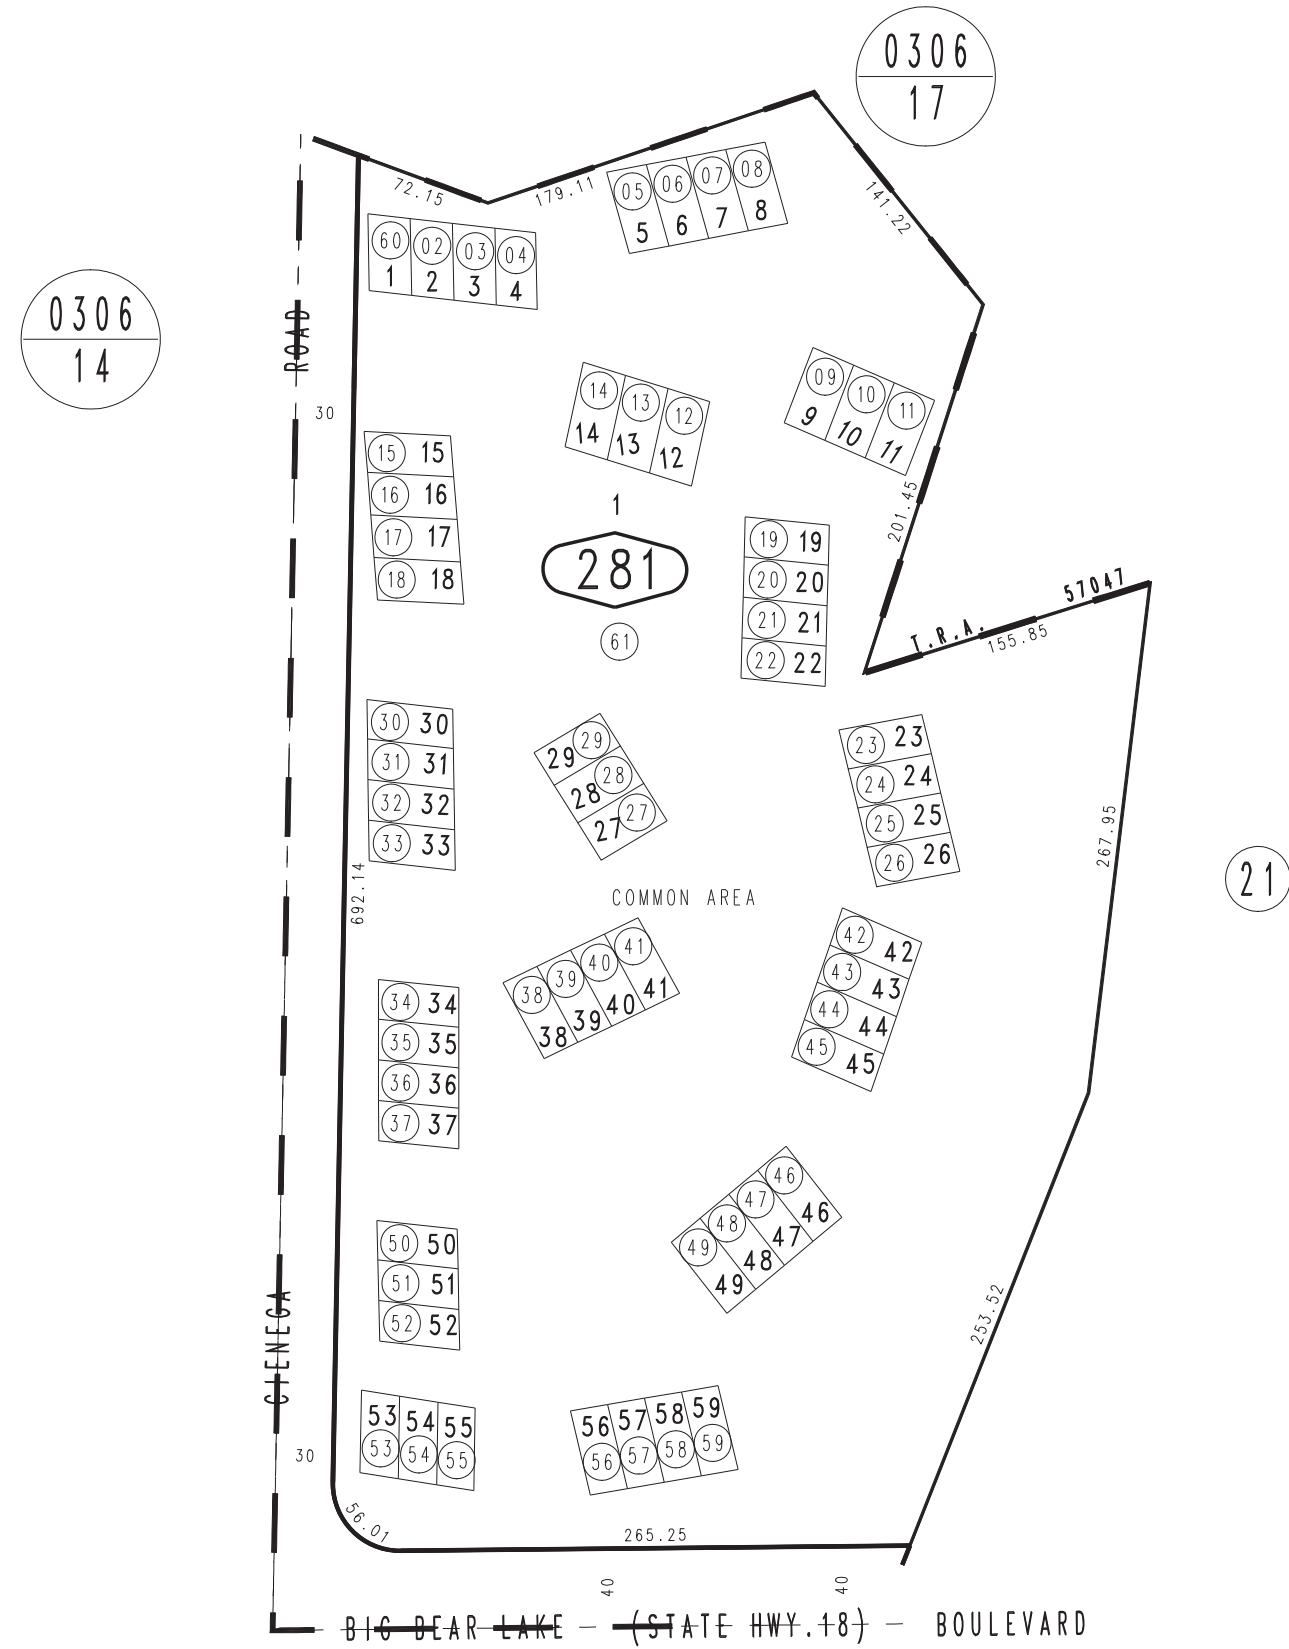 0306
17
72.15
179.11
141.22
05 06 07 08
5 6 7 8
60 02 03 04
1 2 3 4
0306
14
ROAD
30
14 13 12
14 13 12
09 10 11
9 10 11
15 15
16 16
17 17
18 18
1
281
61
19 19
20 20
21 21
22 22
201.45
T.R.A. 57047
155.85
30 30
31 31
32 32
33 33
29 29
28 28
27 27
23 23
24 24
25 25
26 26
267.95
21
692.14
COMMON AREA
38 39 40 41
38 39 40 41
42 42
43 43
44 44
45 45
34 34
35 35
36 36
37 37
49 48 47 46
49 48 47 46
50 50
51 51
52 52
253.52
CIENEGA
53 54 55
53 54 55
56 57 58 59
56 57 58 59
30
56.01
265.25
40
40
BIG BEAR LAKE - (STATE HWY.18) - BOULEVARD